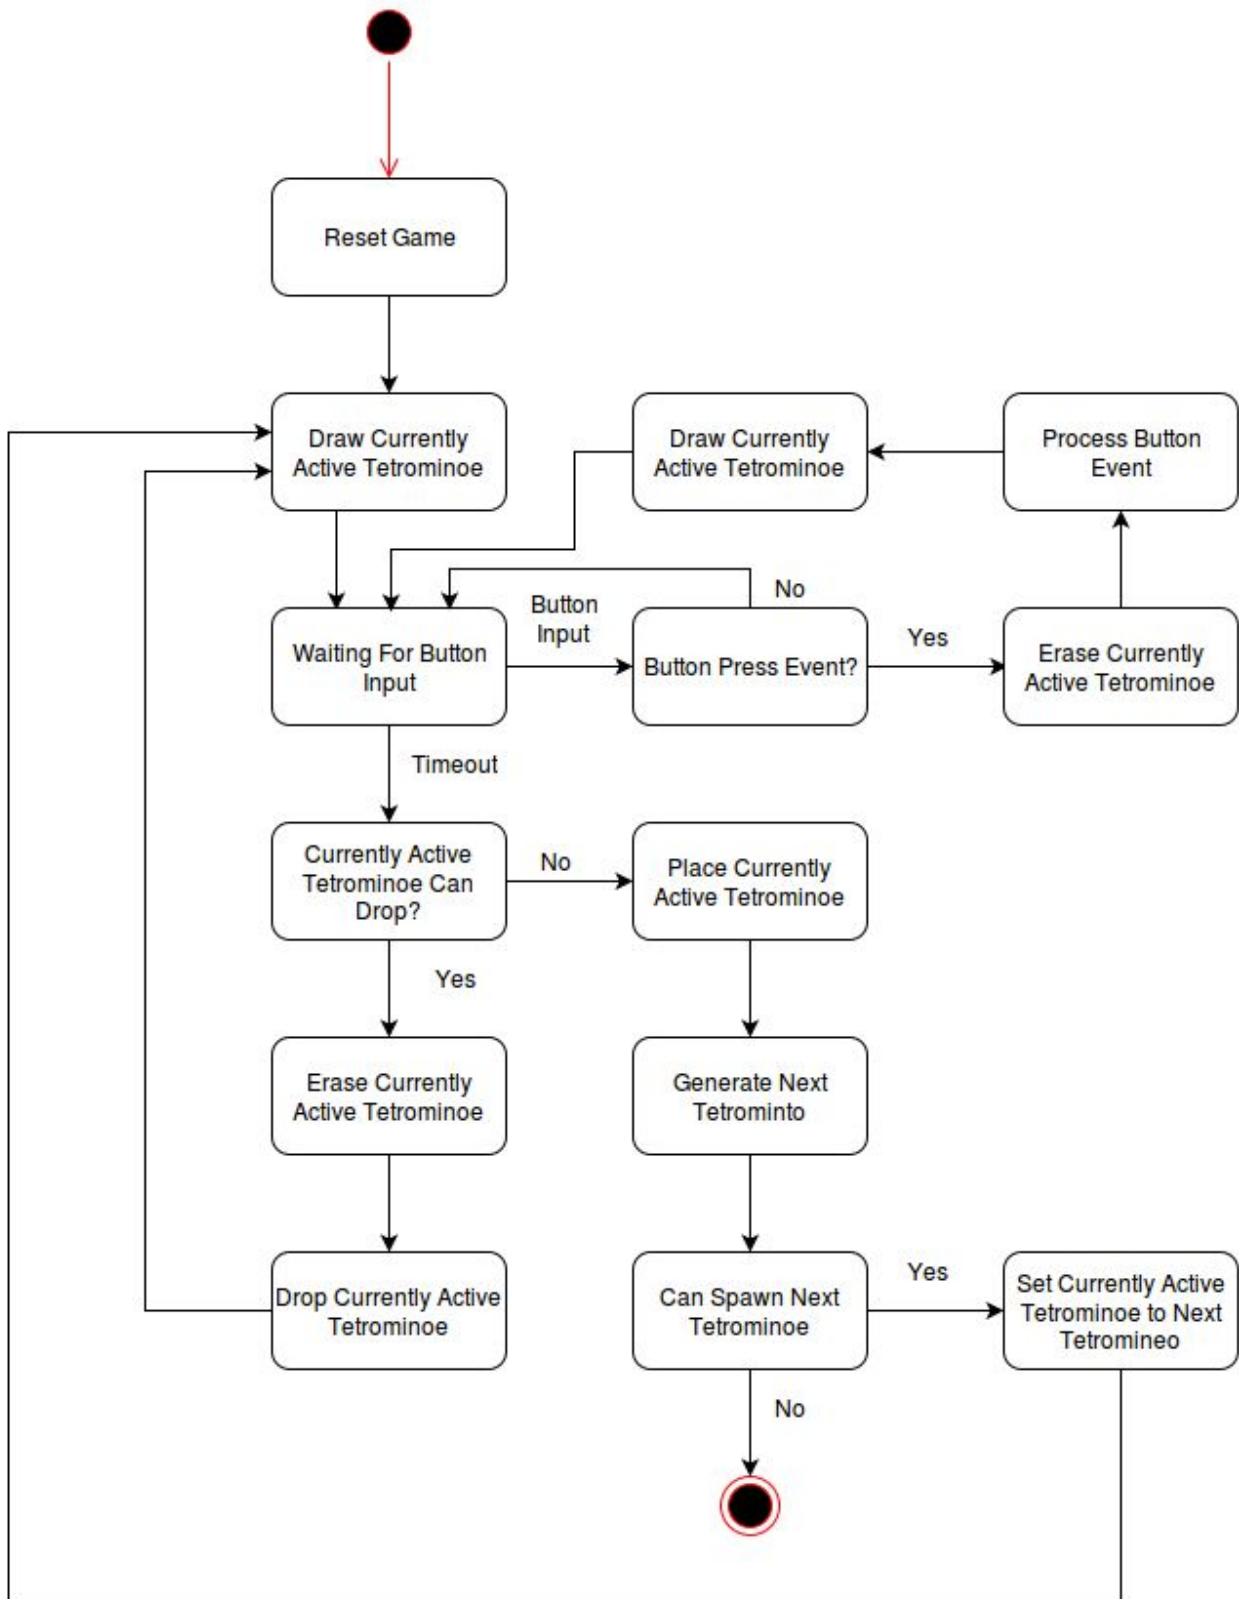 Reset Game
Draw Currently
Active Tetrominoe
Draw Currently
Active Tetrominoe
Process Button
Event
Waiting For Button
Input
Button
Input
Button Press Event?
No
Yes
Erase Currently
Active Tetrominoe
Timeout
Currently Active
Tetrominoe Can
Drop?
No
Place Currently
Active Tetrominoe
Yes
Erase Currently
Active Tetrominoe
Generate Next
Tetrominto
Drop Currently Active
Tetrominoe
Can Spawn Next
Tetrominoe
Yes
Set Currently Active
Tetrominoe to Next
Tetromineo
No